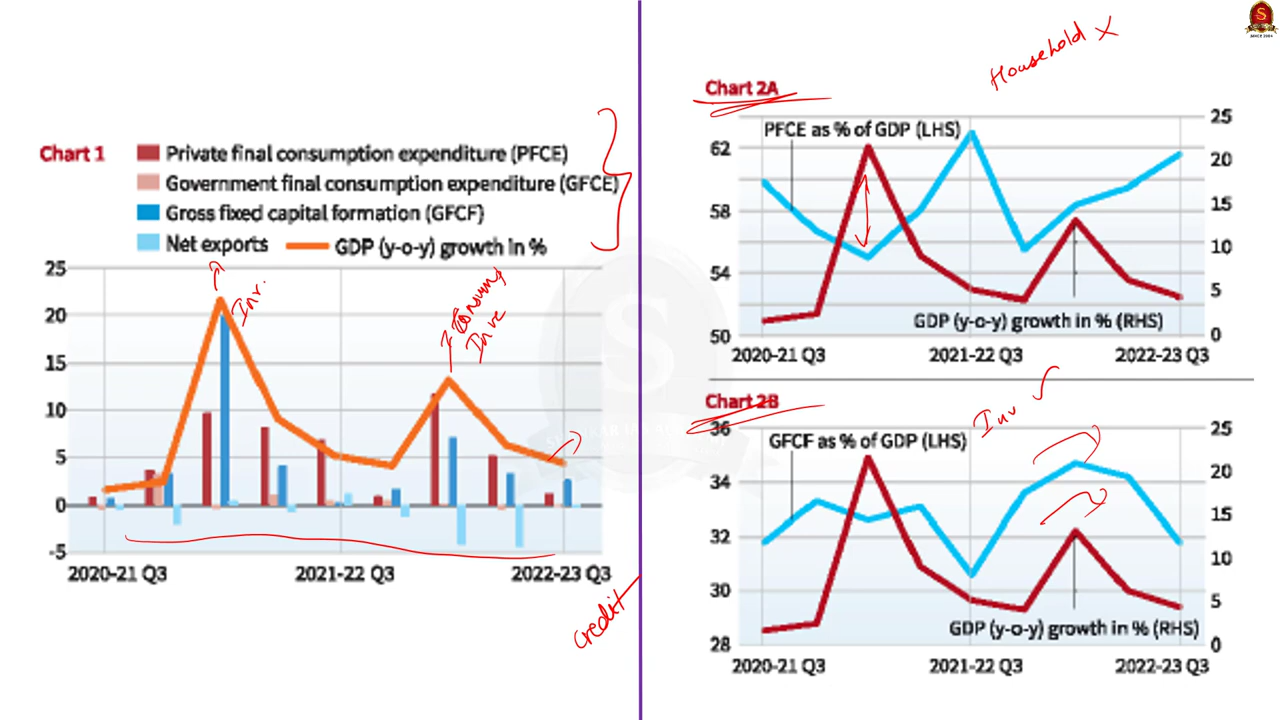 Chart 1
Private final consumption expenditure (PFCE)
Government final consumption expenditure (GFCE)
Gross fixed capital formation (GFCF)
Net exports
GDP (y-o-y) growth in %
25
20
15
10
5
0
-5
2020-21 Q3
2021-22 Q3
2022-23 Q3
Inv.
Drive
Credit
Household X
Chart 2A
PFCE as % of GDP (LHS)
62
58
54
50
25
20
15
10
5
0
GDP (y-o-y) growth in % (RHS)
2020-21 Q3
2021-22 Q3
2022-23 Q3
Inv ✓
Chart 2B
GFCF as % of GDP (LHS)
36
34
32
30
28
25
20
15
10
5
0
GDP (y-o-y) growth in % (RHS)
2020-21 Q3
2021-22 Q3
2022-23 Q3
S
SINCE 2004